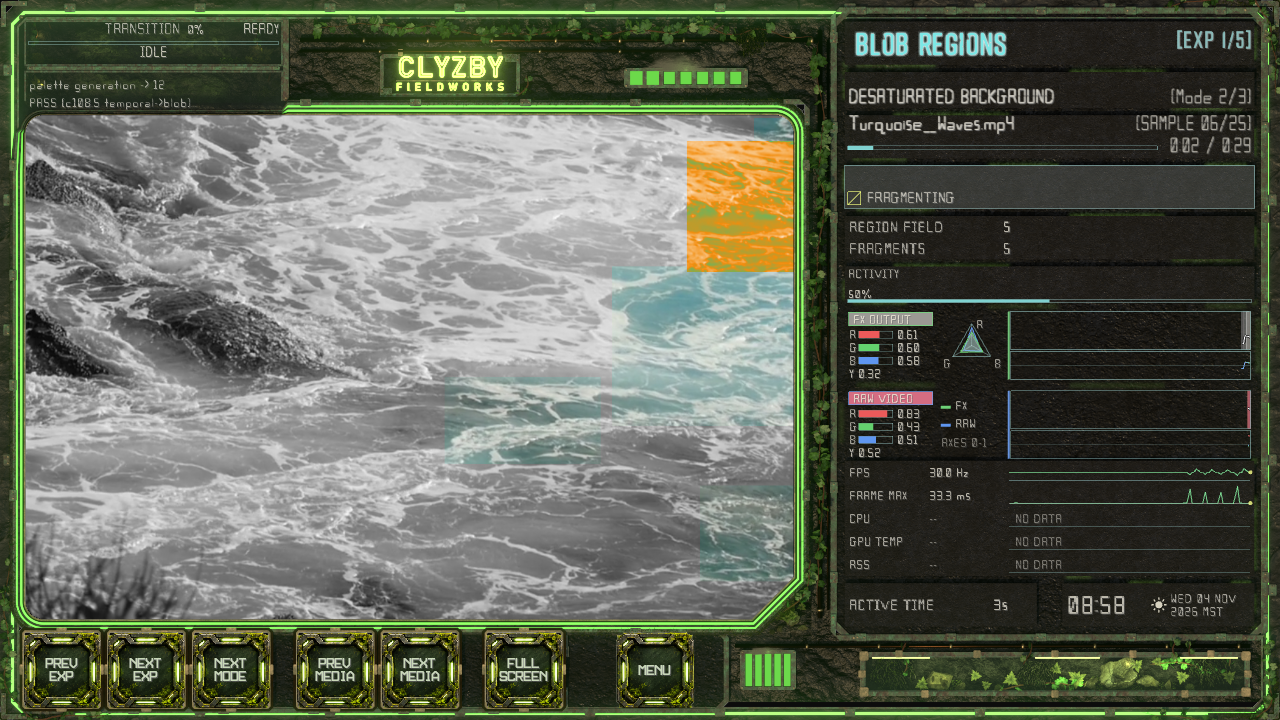 TRANSITION 0% READY
IDLE
palette generation -> 12
PASS (c108.5 temporal->blob)
CLYZBY
FIELDWORKS
BLOB REGIONS [EXP 1/5]
DESATURATED BACKGROUND (Mode 2/3)
Turquoise_Waves.mp4 (SAMPLE 06/25)
0:02 / 0:29
FRAGMENTING
REGION FIELD 5
FRAGMENTS 5
ACTIVITY
50%
FX OUTPUT
R 0.61
G 0.60
B 0.58
Y 0.32
R
G B
RAW VIDEO
R 0.83
G 0.43
B 0.51
Y 0.52
FX
RAW
AXES 0-1
FPS 30.0 Hz
FRAME MAX 33.3 ms
CPU -- NO DATA
GPU TEMP -- NO DATA
RSS -- NO DATA
ACTIVE TIME 3s
08:58
WED 04 NOV
2026 MST
PREV EXP
NEXT EXP
NEXT MODE
PREV MEDIA
NEXT MEDIA
FULL SCREEN
MENU